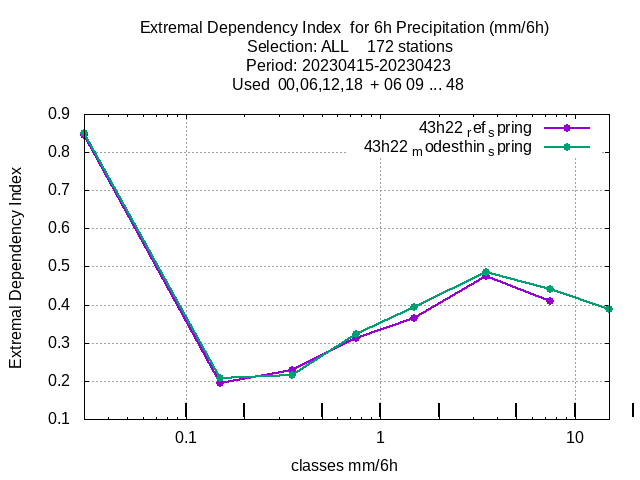 Extremal Dependency Index  for 6h Precipitation (mm/6h)
Selection: ALL    172 stations
Period: 20230415-20230423
Used  00,06,12,18  + 06 09 ... 48
43h22 ref spring
43h22 modesthin spring
Extremal Dependency Index
0.9
0.8
0.7
0.6
0.5
0.4
0.3
0.2
0.1
0.1
1
10
classes mm/6h